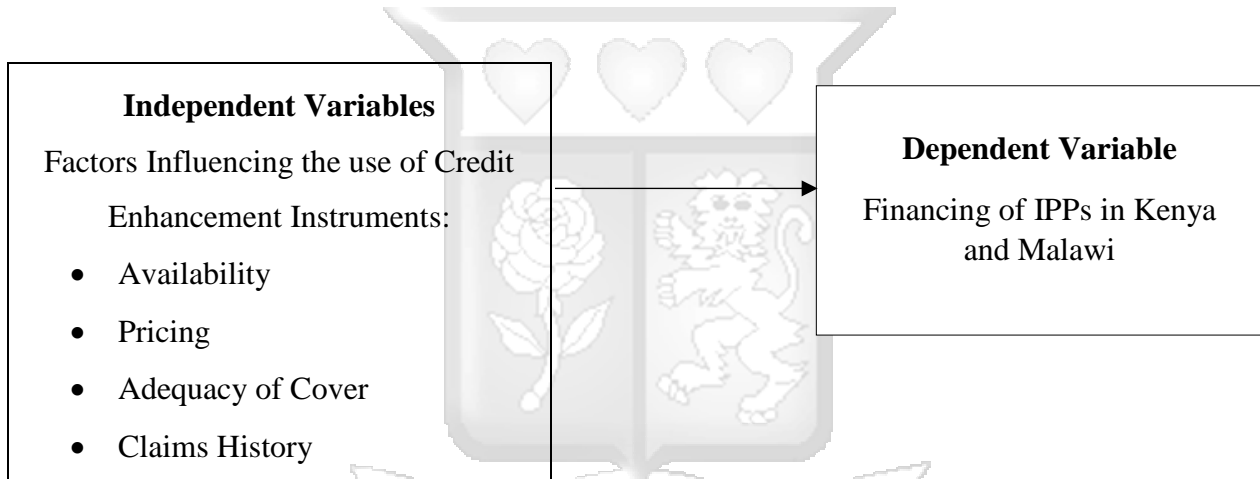 Independent Variables
Factors Influencing the use of Credit
Enhancement Instruments:
• Availability
• Pricing
• Adequacy of Cover
• Claims History
Dependent Variable
Financing of IPPs in Kenya
and Malawi